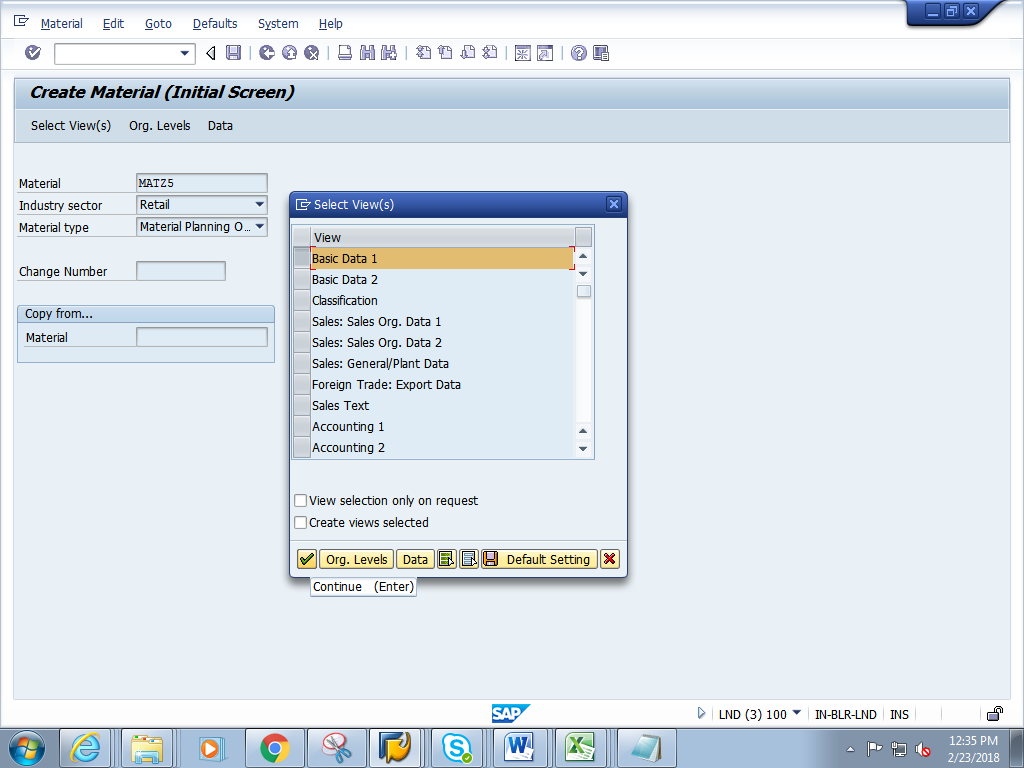 Material Edit Goto Defaults System Help
Create Material (Initial Screen)
Select View(s) Org. Levels Data
Material MATZ5
Industry sector Retail
Material type Material Planning O...
Change Number
Copy from...
Material
Select View(s)
View
Basic Data 1
Basic Data 2
Classification
Sales: Sales Org. Data 1
Sales: Sales Org. Data 2
Sales: General/Plant Data
Foreign Trade: Export Data
Sales Text
Accounting 1
Accounting 2
View selection only on request
Create views selected
Org. Levels Data Default Setting
Continue (Enter)
SAP
LND (3) 100 IN-BLR-LND INS
12:35 PM
2/23/2018